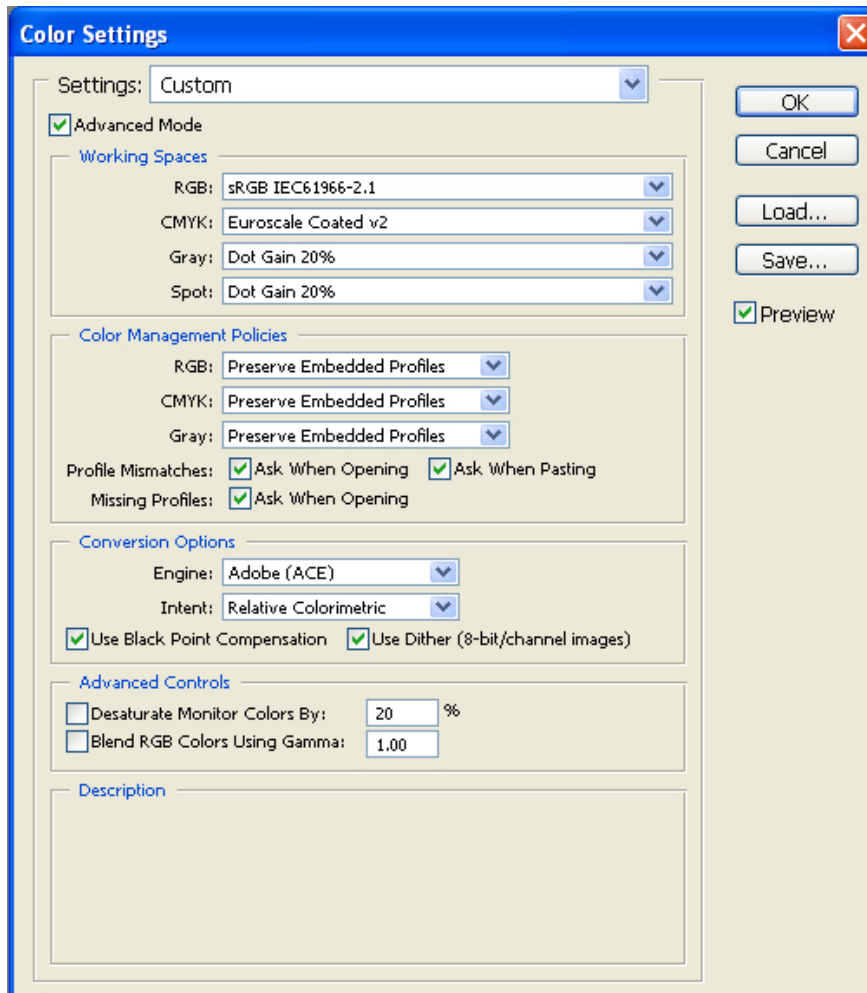 Color Settings
Settings: Custom
OK
Advanced Mode
Cancel
Working Spaces
RGB: sRGB IEC61966-2.1
Load...
CMYK: Euroscale Coated v2
Gray: Dot Gain 20%
Save...
Spot: Dot Gain 20%
Preview
Color Management Policies
RGB: Preserve Embedded Profiles
CMYK: Preserve Embedded Profiles
Gray: Preserve Embedded Profiles
Profile Mismatches: Ask When Opening Ask When Pasting
Missing Profiles: Ask When Opening
Conversion Options
Engine: Adobe (ACE)
Intent: Relative Colorimetric
Use Black Point Compensation Use Dither (8-bit/channel images)
Advanced Controls
Desaturate Monitor Colors By: 20 %
Blend RGB Colors Using Gamma: 1.00
Description